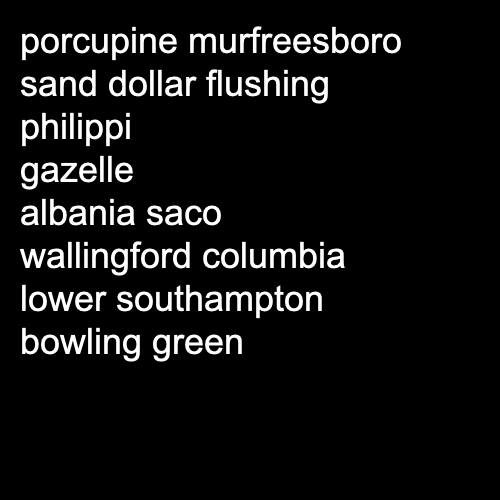 porcupine murfreesboro
sand dollar flushing
philippi
gazelle
albania saco
wallingford columbia
lower southampton
bowling green